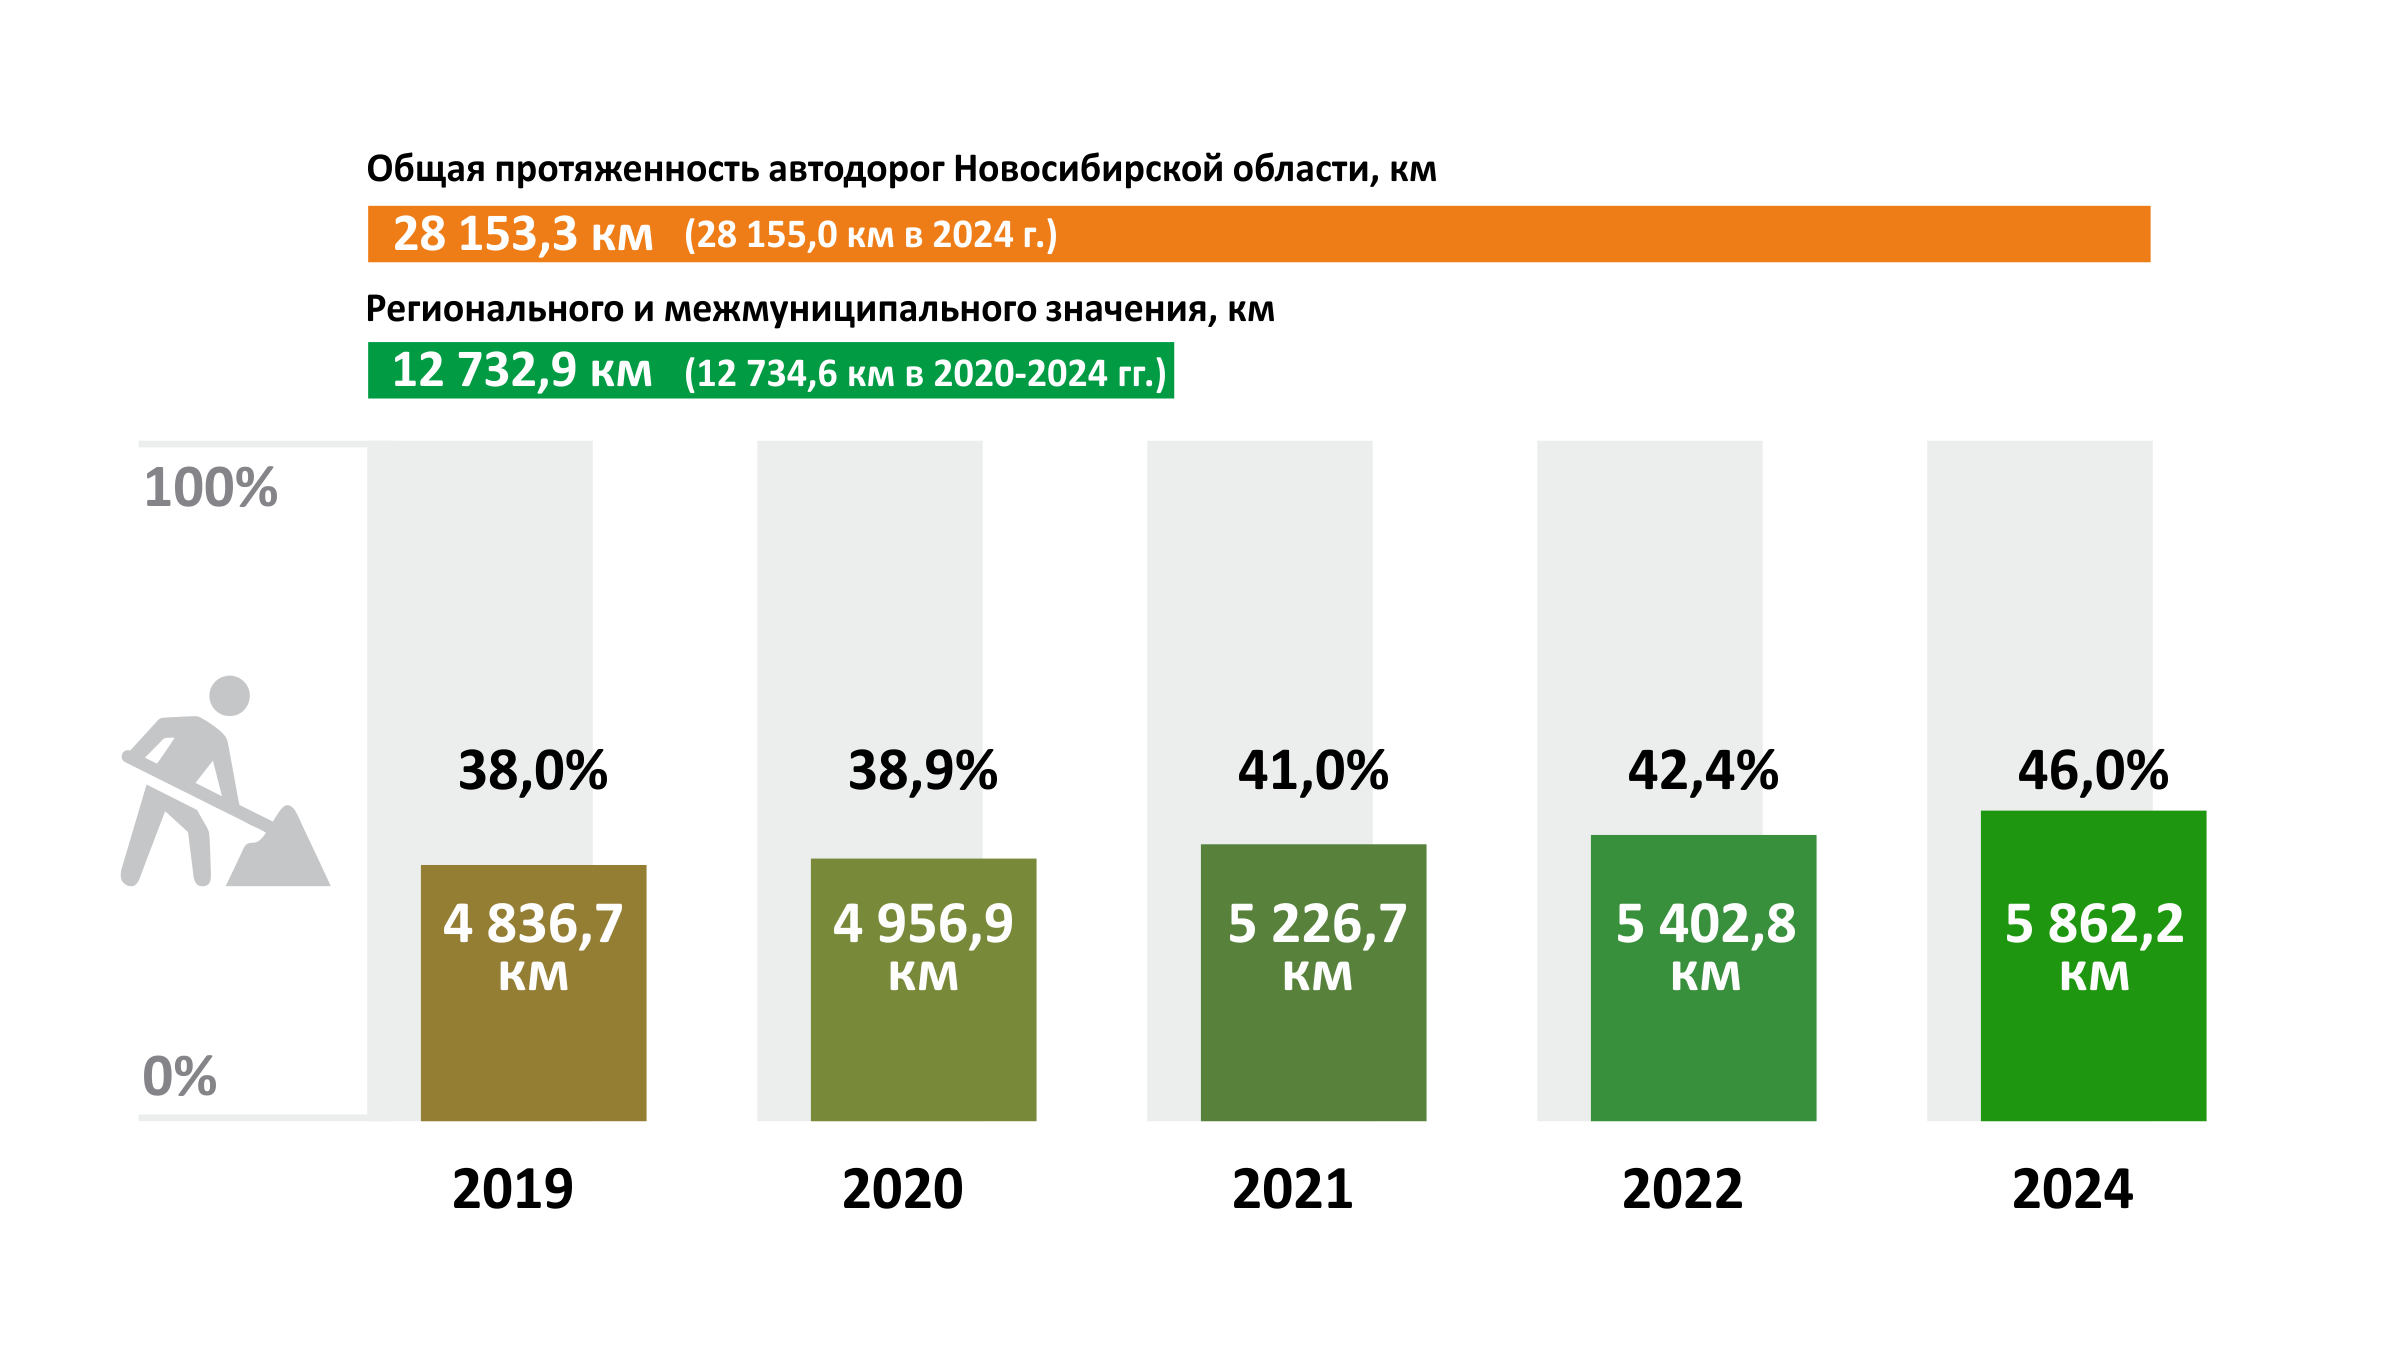 Общая протяженность автодорог Новосибирской области, км
28 153,3 км (28 155,0 км в 2024 г.)
Регионального и межмуниципального значения, км
12 732,9 км (12 734,6 км в 2020-2024 гг.)
100%
38,0% 38,9% 41,0% 42,4% 46,0%
4 836,7 4 956,9 5 226,7 5 402,8 5 862,2
км км км км км
0%
2019 2020 2021 2022 2024